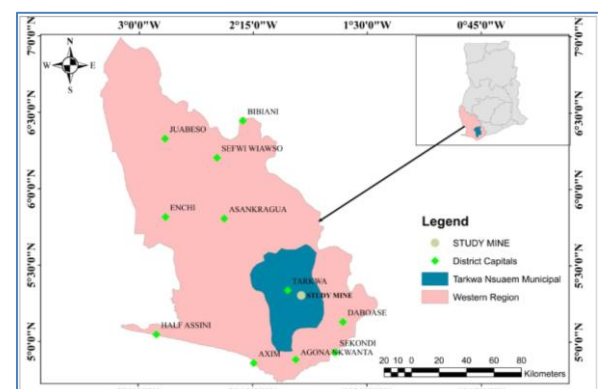 3°0'0"W 2°15'0"W 1°30'0"W 0°45'0"W
7°0'0"N
7°0'0"N
N
W E
S
BIBIANI
6°30'0"N
6°30'0"N
JUABESO
SEFWI WIAWSO
6°0'0"N
6°0'0"N
ENCHI
ASANKRAGUA
Legend
STUDY MINE
District Capitals
Tarkwa Nsuaem Municipal
Western Region
5°30'0"N
5°30'0"N
TARKWA
STUDY MINE
DABOASE
HALF ASSINI
SEKONDI
5°0'0"N
5°0'0"N
AXIM
AGONA NKWANTA
20 10 0 20 40 60 80
Kilometers